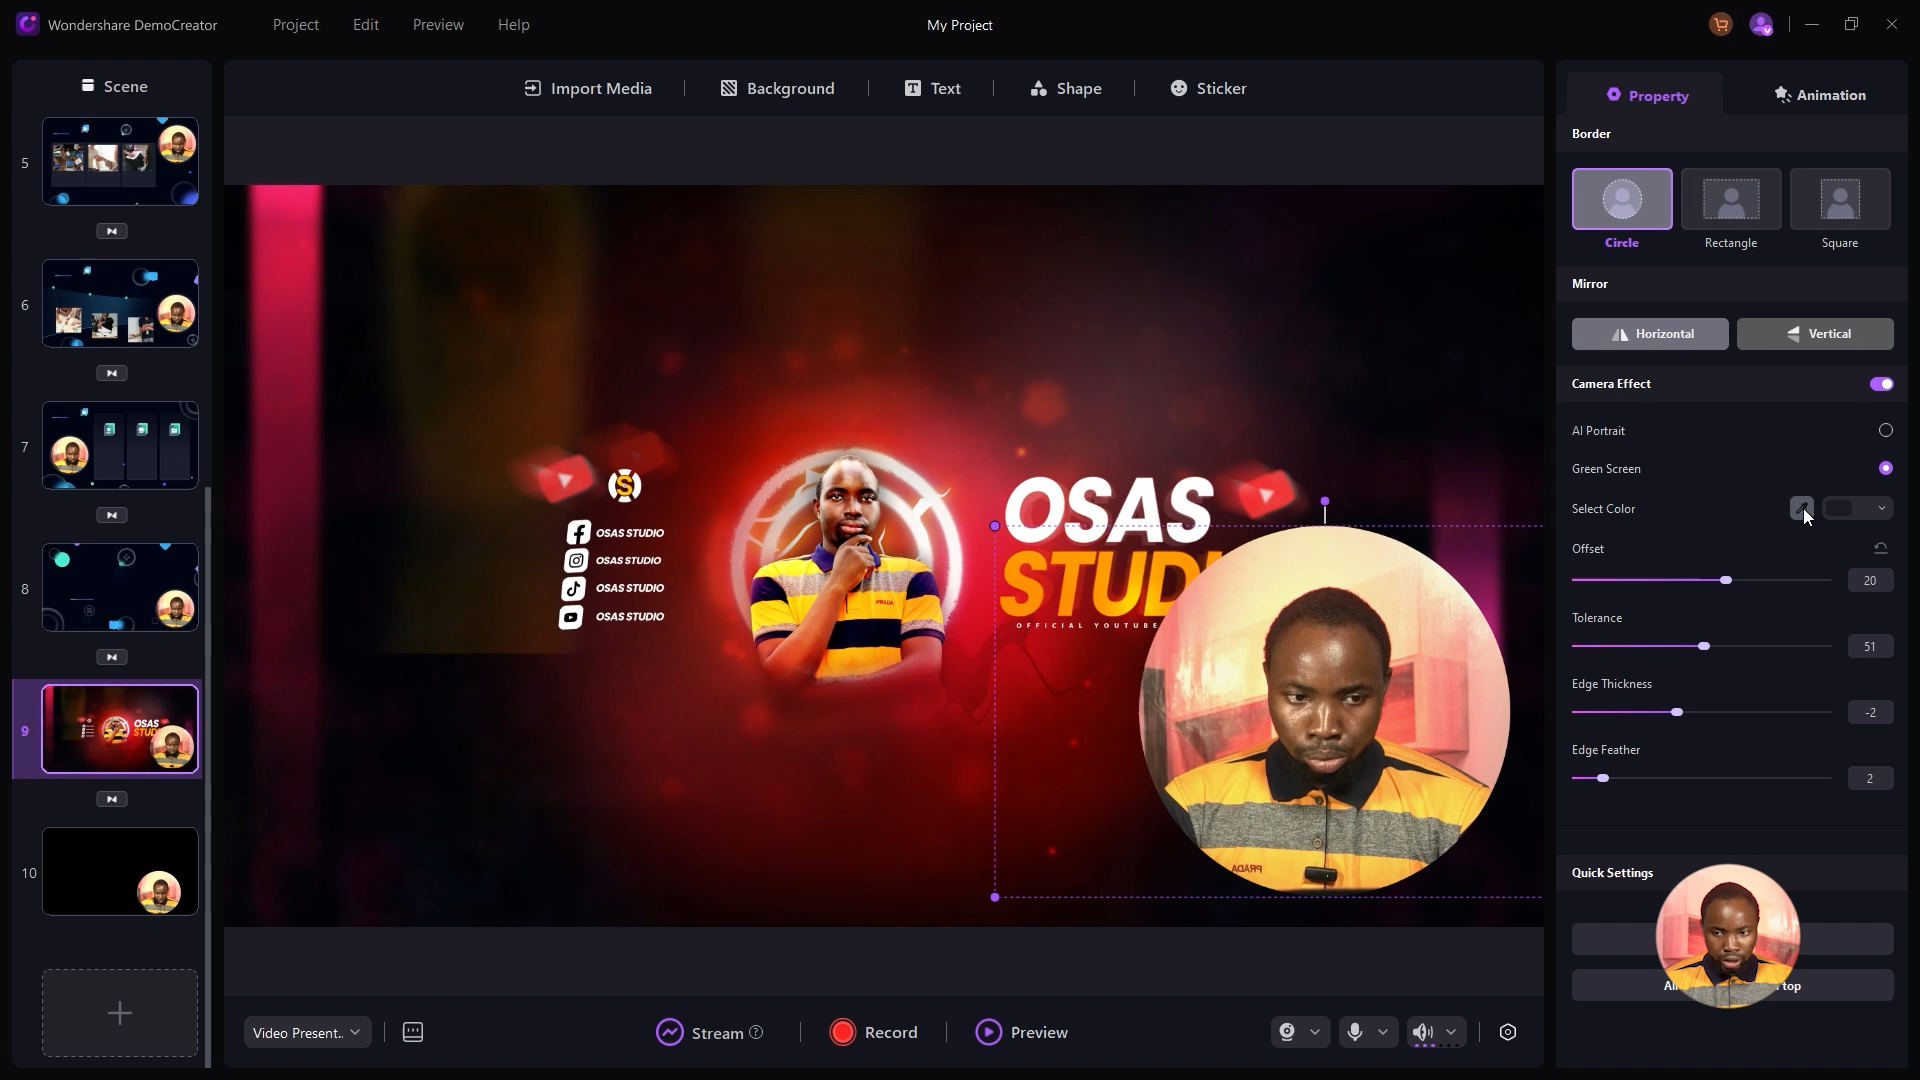 Wondershare DemoCreator
Project
Edit
Preview
Help
My Project
Scene
Import Media
Background
Text
Shape
Sticker
Property
Animation
Border
Circle
Rectangle
Square
Mirror
Horizontal
Vertical
Camera Effect
AI Portrait
Green Screen
Select Color
Offset
20
Tolerance
51
Edge Thickness
-2
Edge Feather
2
Quick Settings
top
5
6
7
8
9
10
OSAS
S
OSAS STUDIO
OSAS STUDIO
OSAS STUDIO
OSAS STUDIO
PRADA
OSAS
OFFICIAL YOUTUBE
PRADA
Video Present..
Stream
Record
Preview